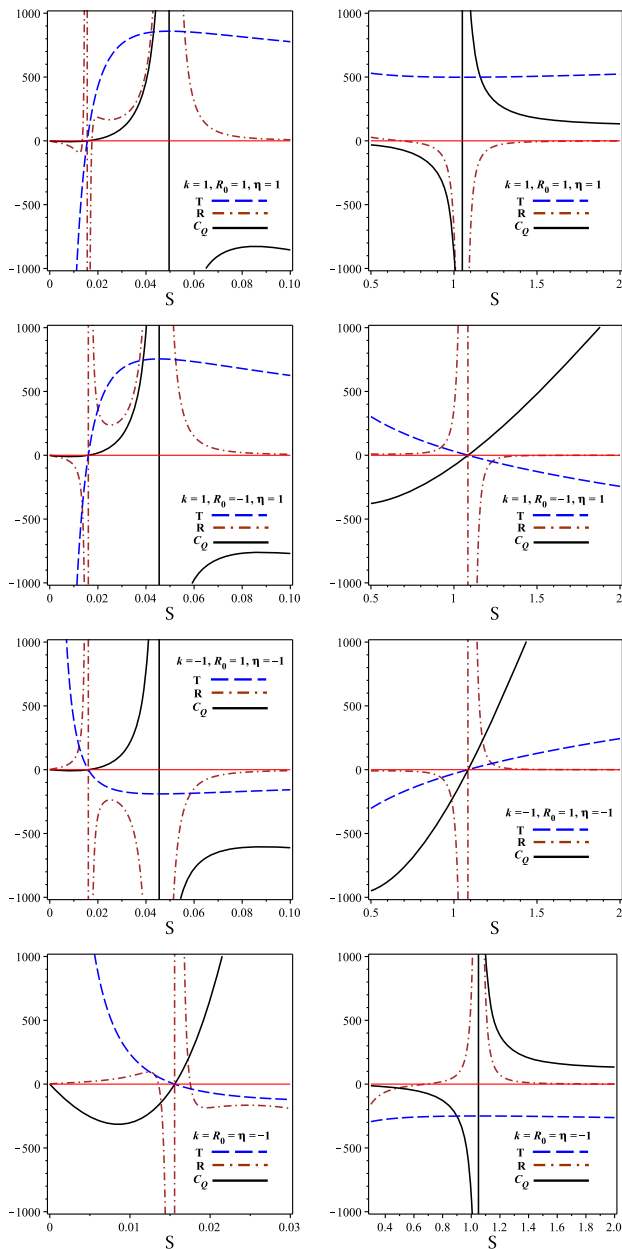 1000
500
0
-500
-1000
k = 1, R0 = 1, η = 1
T
R
CQ
0 0.02 0.04 0.06 0.08 0.10
S
1000
500
0
-500
-1000
k = 1, R0 = 1, η = 1
T
R
CQ
0.5 1 1.5 2
S
1000
500
0
-500
-1000
k = 1, R0 = -1, η = 1
T
R
CQ
0 0.02 0.04 0.06 0.08 0.10
S
1000
500
0
-500
-1000
k = 1, R0 = -1, η = 1
T
R
CQ
0.5 1 1.5 2
S
1000
500
0
-500
-1000
k = -1, R0 = 1, η = -1
T
R
CQ
0 0.02 0.04 0.06 0.08 0.10
S
1000
500
0
-500
-1000
k = -1, R0 = 1, η = -1
T
R
CQ
0.5 1 1.5 2
S
1000
500
0
-500
-1000
k = R0 = η = -1
T
R
CQ
0 0.01 0.02 0.03
S
1000
500
0
-500
-1000
k = R0 = η = -1
T
R
CQ
0.4 0.6 0.8 1.0 1.2 1.4 1.6 1.8 2.0
S